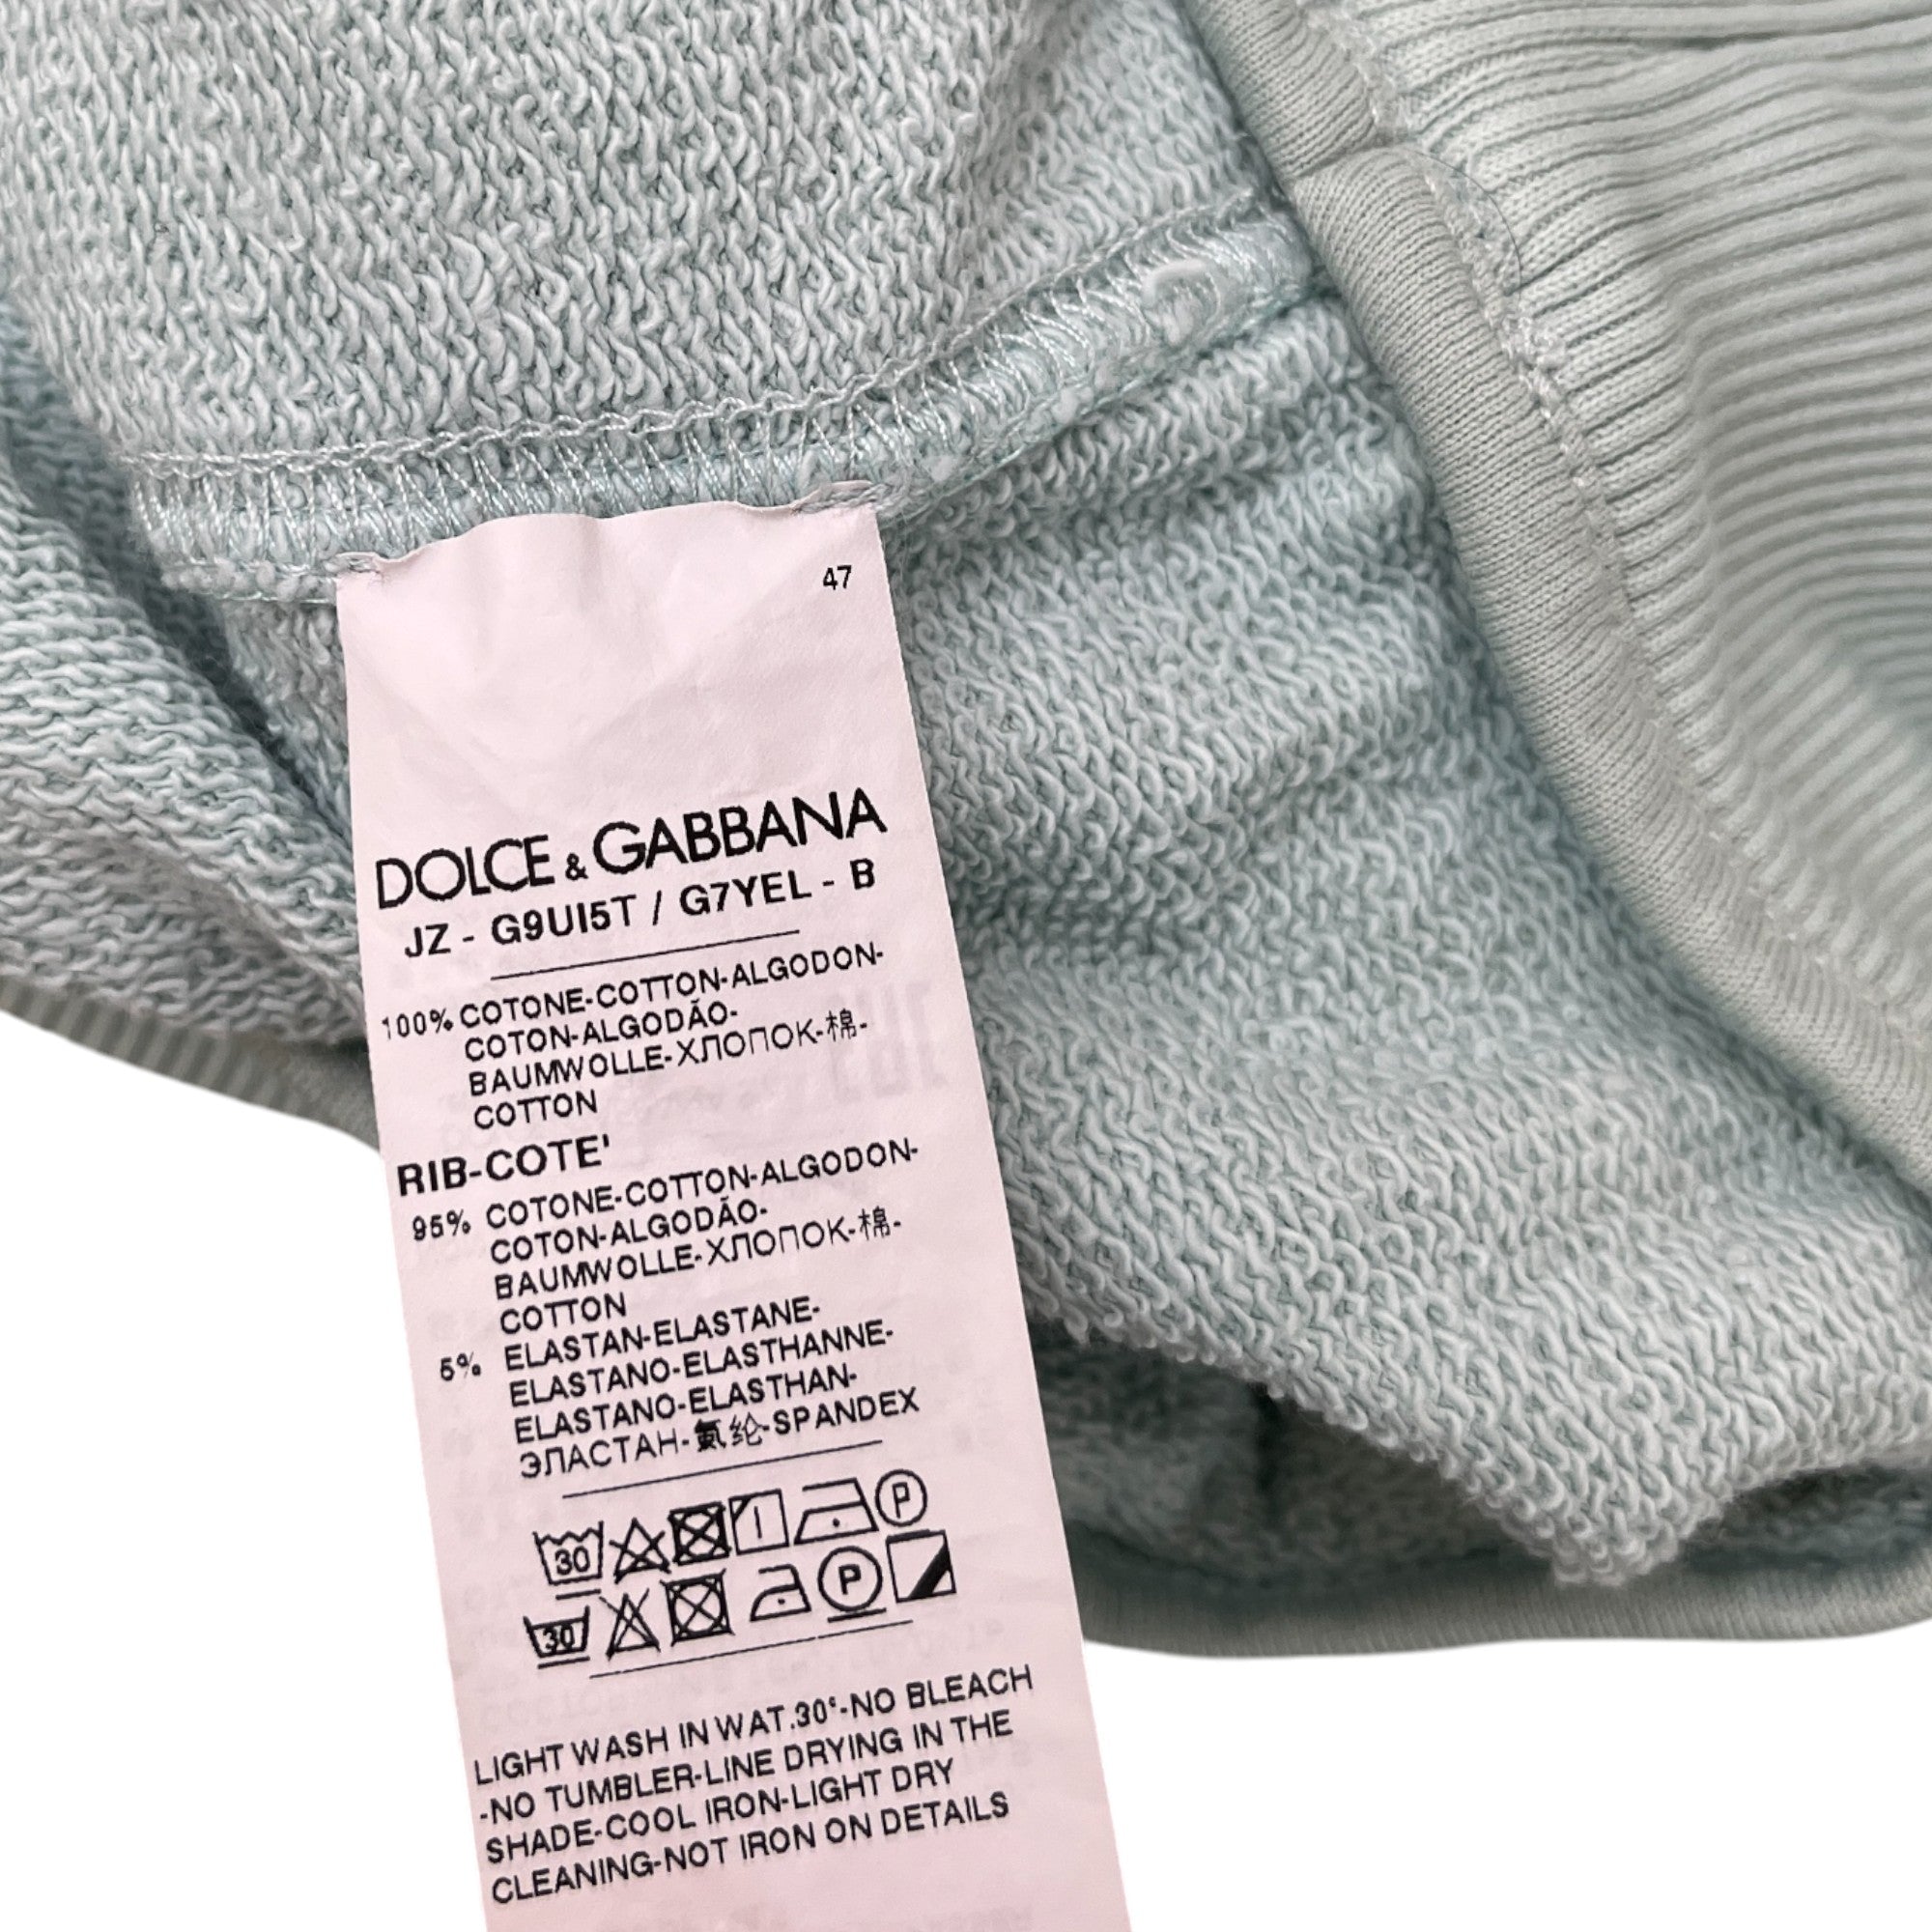 47
DOLCE & GABBANA
JZ - G9UI5T / G7YEL - B
100% COTONE-COTTON-ALGODON-
COTON-ALGODÃO-
BAUMWOLLE-ХЛОПОК-棉-
COTTON
RIB-COTE'
95% COTONE-COTTON-ALGODON-
COTON-ALGODÃO-
BAUMWOLLE-ХЛОПОК-棉-
COTTON
5% ELASTAN-ELASTANE-
ELASTANO-ELASTHANNE-
ELASTANO-ELASTHAN-
ЭЛАСТАН-氨纶-SPANDEX
30 P
30 P
LIGHT WASH IN WAT.30°-NO BLEACH
-NO TUMBLER-LINE DRYING IN THE
SHADE-COOL IRON-LIGHT DRY
CLEANING-NOT IRON ON DETAILS